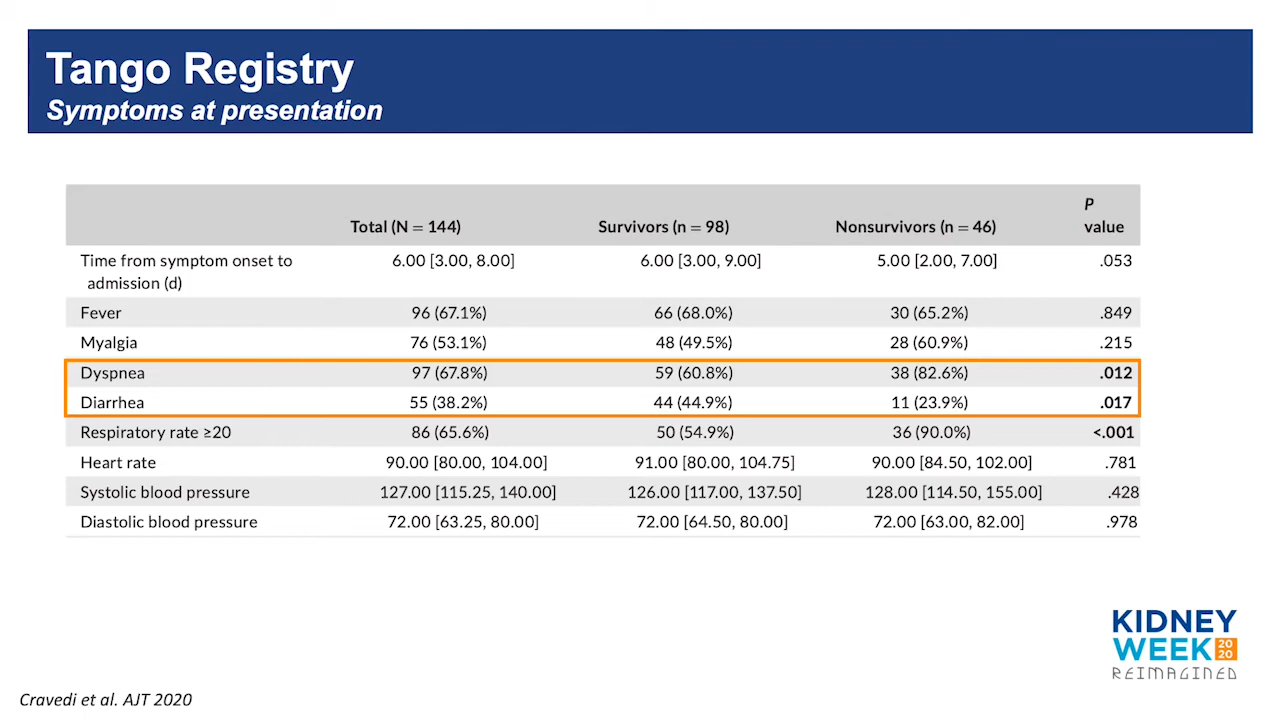 Tango Registry
Symptoms at presentation
Total (N = 144) Survivors (n = 98) Nonsurvivors (n = 46) P value
Time from symptom onset to admission (d) 6.00 [3.00, 8.00] 6.00 [3.00, 9.00] 5.00 [2.00, 7.00] .053
Fever 96 (67.1%) 66 (68.0%) 30 (65.2%) .849
Myalgia 76 (53.1%) 48 (49.5%) 28 (60.9%) .215
Dyspnea 97 (67.8%) 59 (60.8%) 38 (82.6%) .012
Diarrhea 55 (38.2%) 44 (44.9%) 11 (23.9%) .017
Respiratory rate ≥20 86 (65.6%) 50 (54.9%) 36 (90.0%) <.001
Heart rate 90.00 [80.00, 104.00] 91.00 [80.00, 104.75] 90.00 [84.50, 102.00] .781
Systolic blood pressure 127.00 [115.25, 140.00] 126.00 [117.00, 137.50] 128.00 [114.50, 155.00] .428
Diastolic blood pressure 72.00 [63.25, 80.00] 72.00 [64.50, 80.00] 72.00 [63.00, 82.00] .978
KIDNEY
WEEK 2020
REIMAGINED
Cravedi et al. AJT 2020